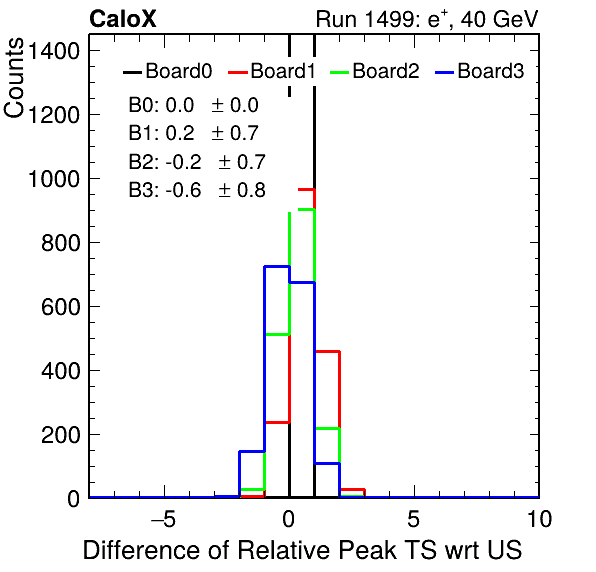 CaloX Run 1499: e+, 40 GeV
Counts
Board0 Board1 Board2 Board3
B0: 0.0 ± 0.0
B1: 0.2 ± 0.7
B2: -0.2 ± 0.7
B3: -0.6 ± 0.8
1400
1200
1000
800
600
400
200
0
−5 0 5 10
Difference of Relative Peak TS wrt US